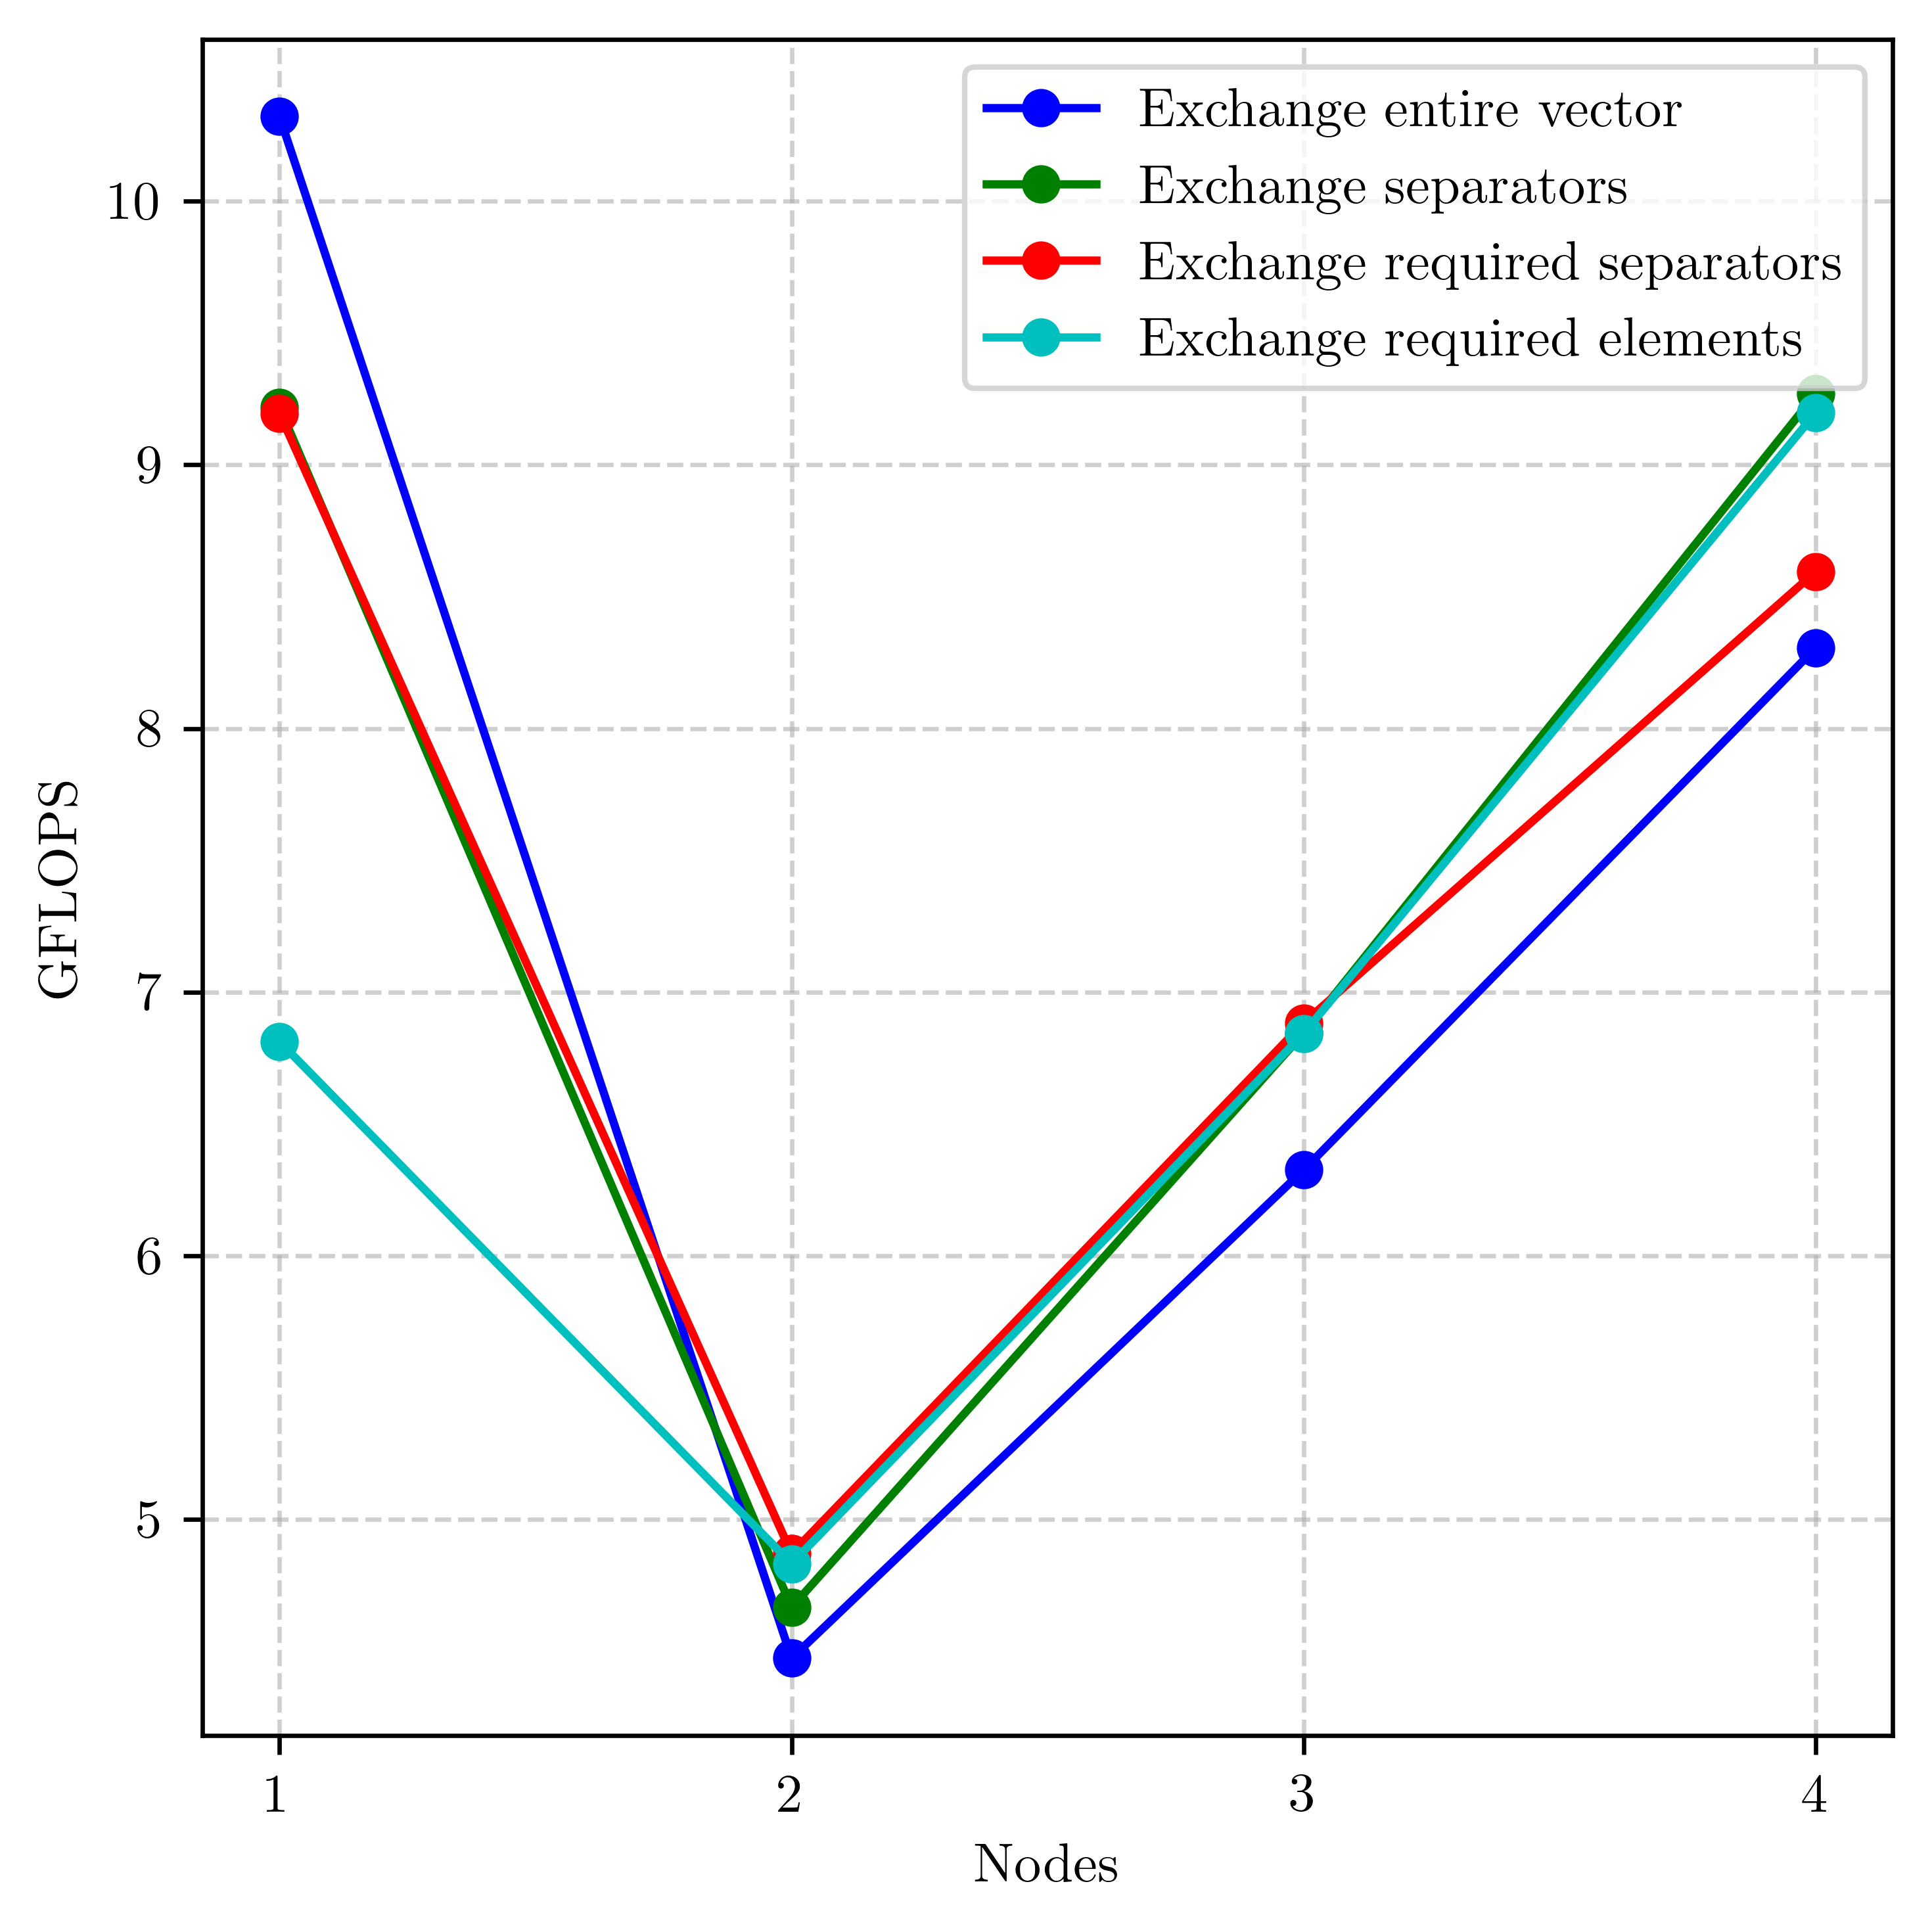 Exchange entire vector
Exchange separators
Exchange required separators
Exchange required elements
10
9
8
7
6
5
GFLOPS
1 2 3 4
Nodes